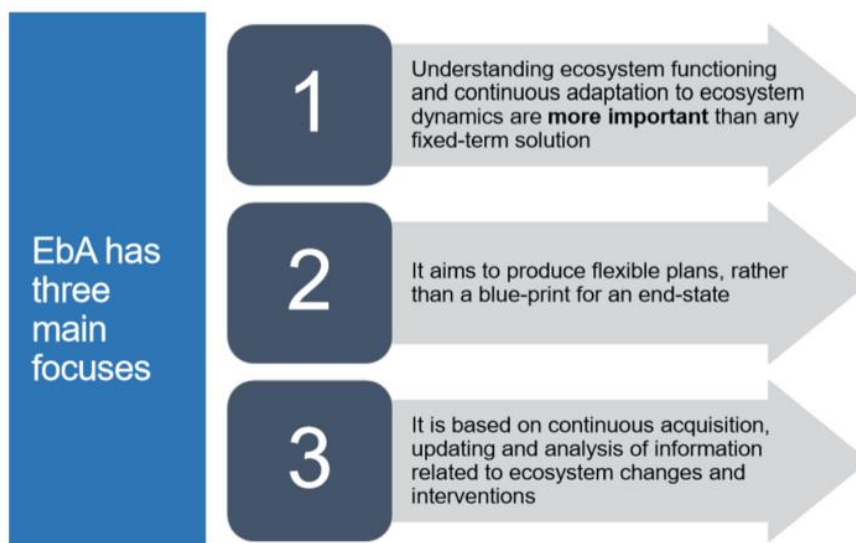 EbA has
three
main
focuses
1
Understanding ecosystem functioning
and continuous adaptation to ecosystem
dynamics are more important than any
fixed-term solution
2
It aims to produce flexible plans, rather
than a blue-print for an end-state
3
It is based on continuous acquisition,
updating and analysis of information
related to ecosystem changes and
interventions